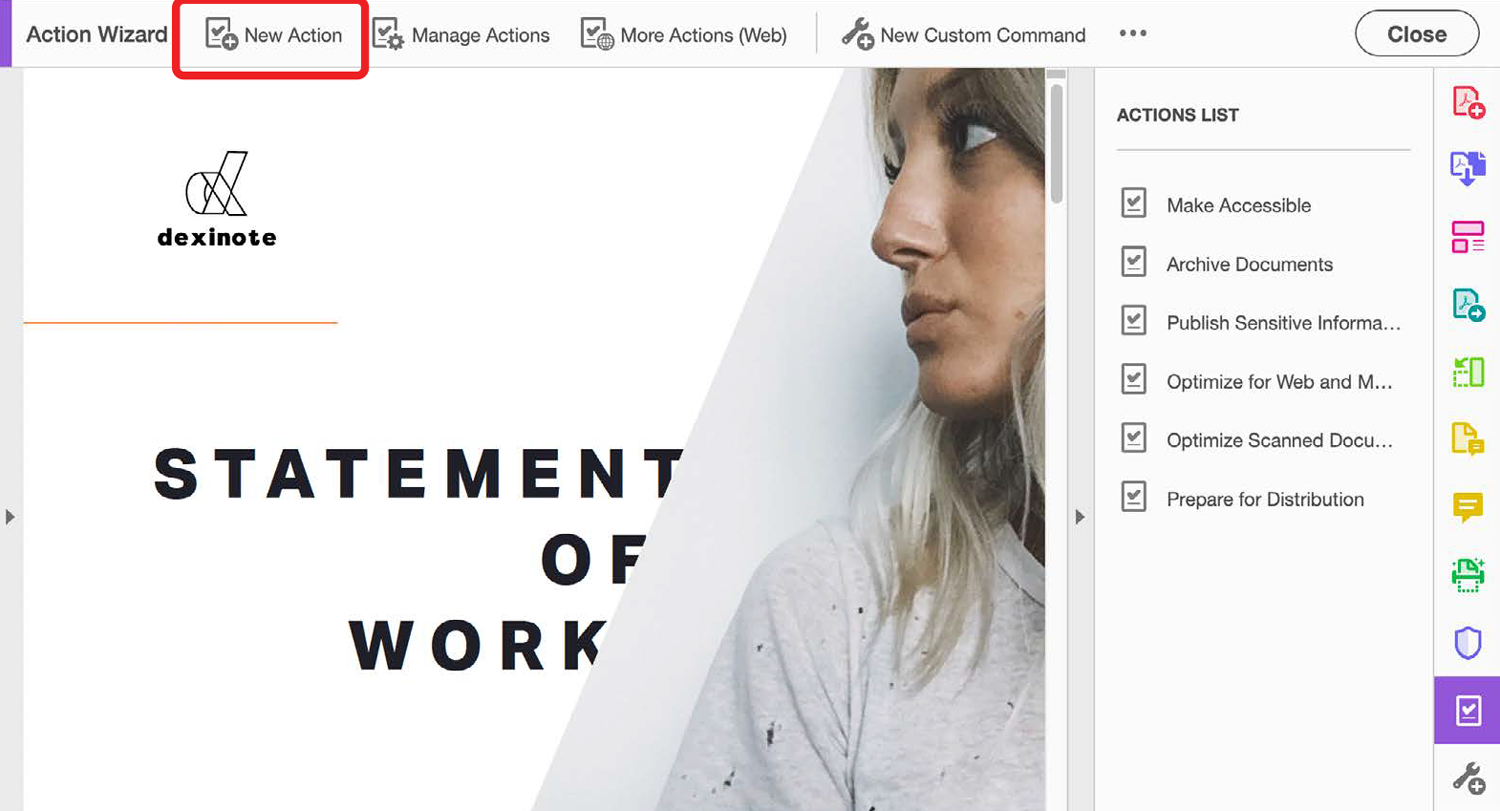 Action Wizard New Action Manage Actions More Actions (Web) New Custom Command ••• Close
dexinote
STATEMENT
OF
WORK
ACTIONS LIST
Make Accessible
Archive Documents
Publish Sensitive Informa...
Optimize for Web and M...
Optimize Scanned Docu...
Prepare for Distribution